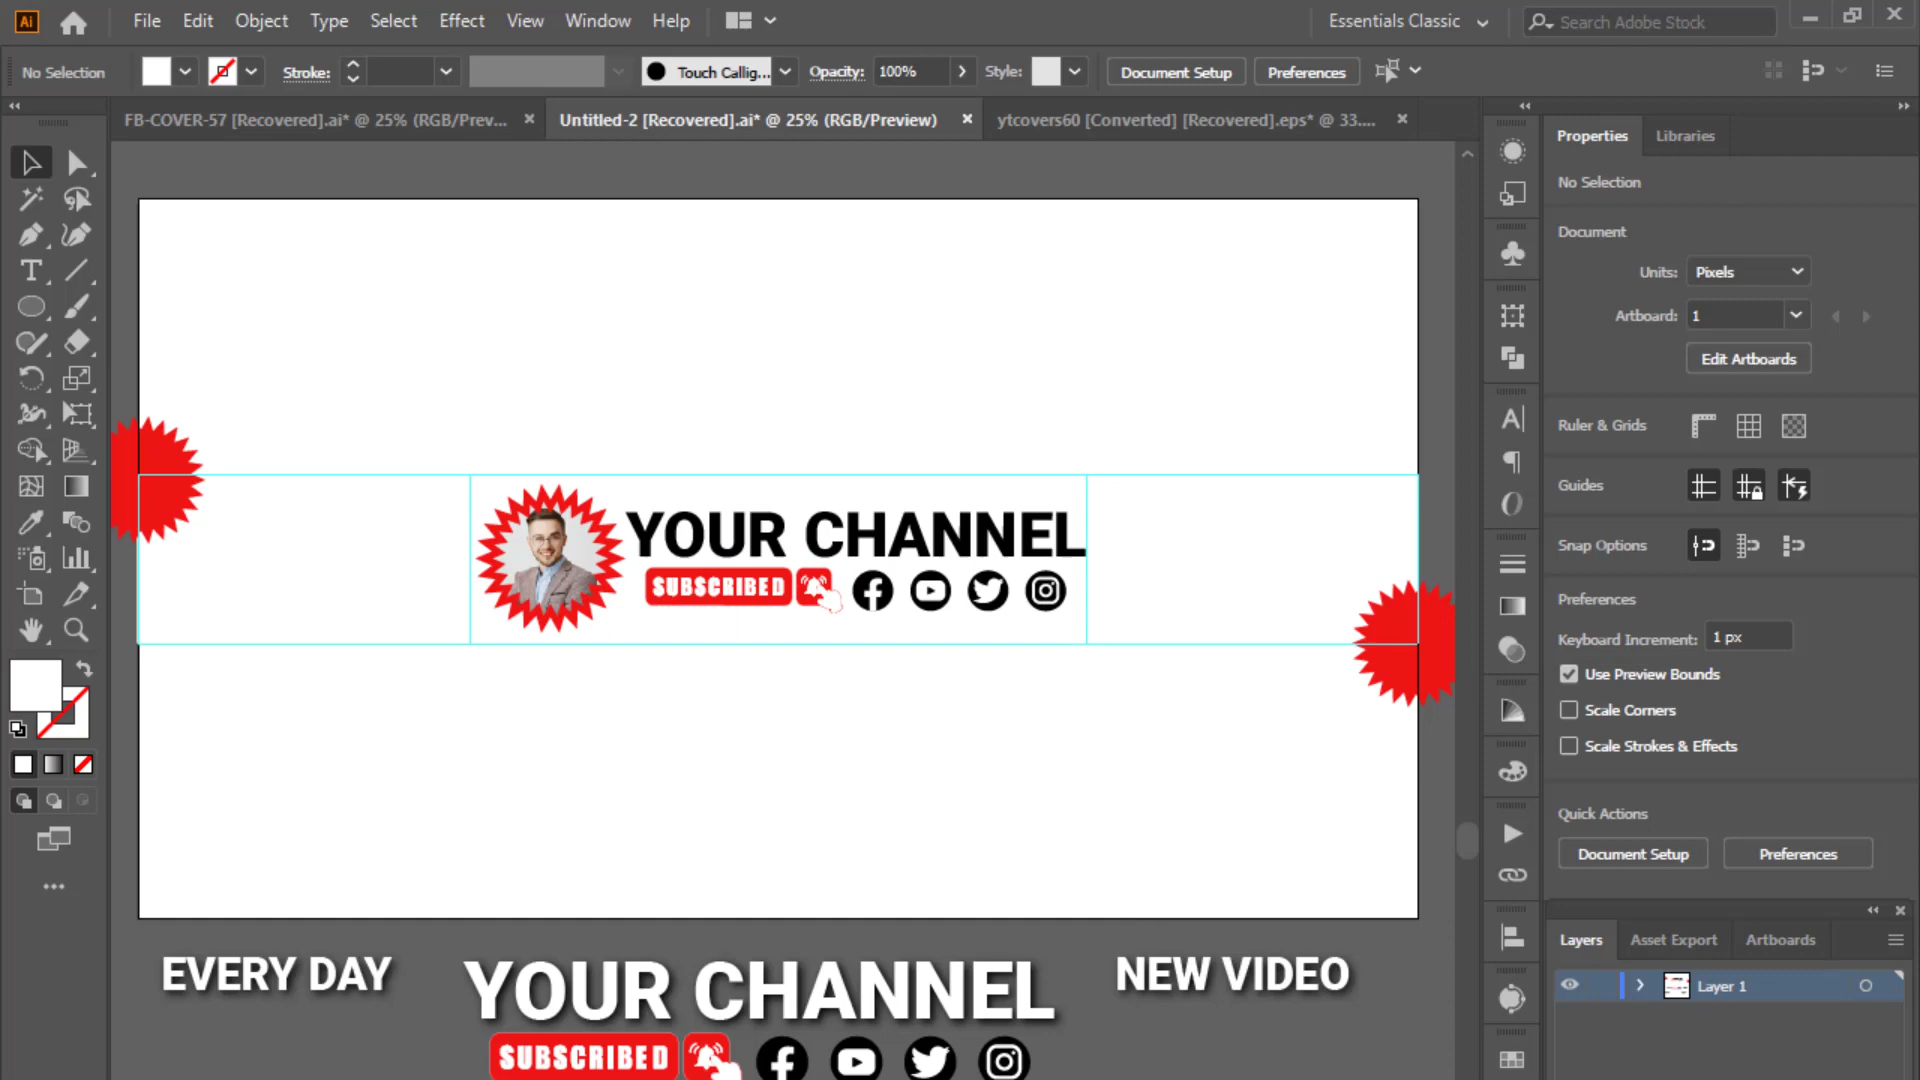 Ai File Edit Object Type Select Effect View Window Help Essentials Classic Search Adobe Stock
No Selection Stroke: Touch Callig... Opacity: 100% Style: Document Setup Preferences
FB-COVER-57 [Recovered].ai* @ 25% (RGB/Prev... Untitled-2 [Recovered].ai* @ 25% (RGB/Preview) ytcovers60 [Converted] [Recovered].eps* @ 33....
Properties Libraries
No Selection
Document
Units: Pixels
Artboard: 1
Edit Artboards
Ruler & Grids
Guides
Snap Options
Preferences
Keyboard Increment: 1 px
Use Preview Bounds
Scale Corners
Scale Strokes & Effects
Quick Actions
Document Setup Preferences
Layers Asset Export Artboards
Layer 1
YOUR CHANNEL
SUBSCRIBED
EVERY DAY
YOUR CHANNEL
NEW VIDEO
SUBSCRIBED